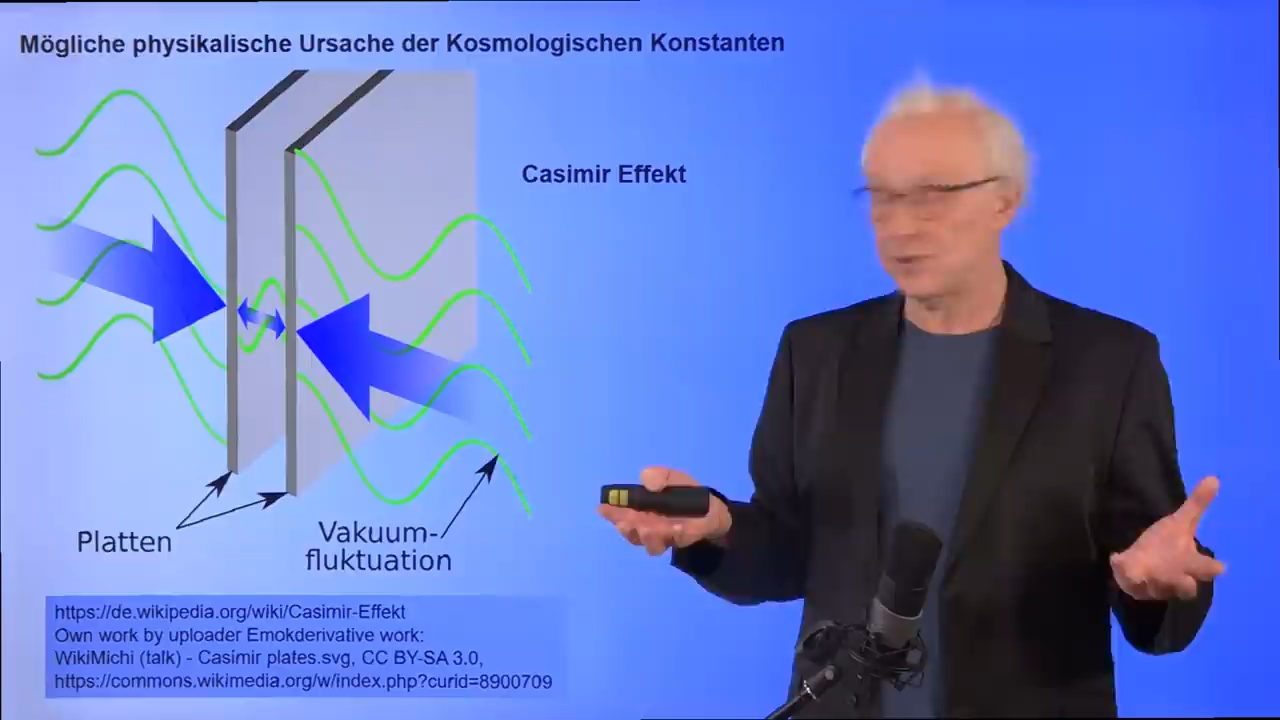 Mögliche physikalische Ursache der Kosmologischen Konstanten
Casimir Effekt
Platten
Vakuum-
fluktuation
https://de.wikipedia.org/wiki/Casimir-Effekt
Own work by uploader Emokderivative work:
WikiMichi (talk) - Casimir plates.svg, CC BY-SA 3.0,
https://commons.wikimedia.org/w/index.php?curid=8900709